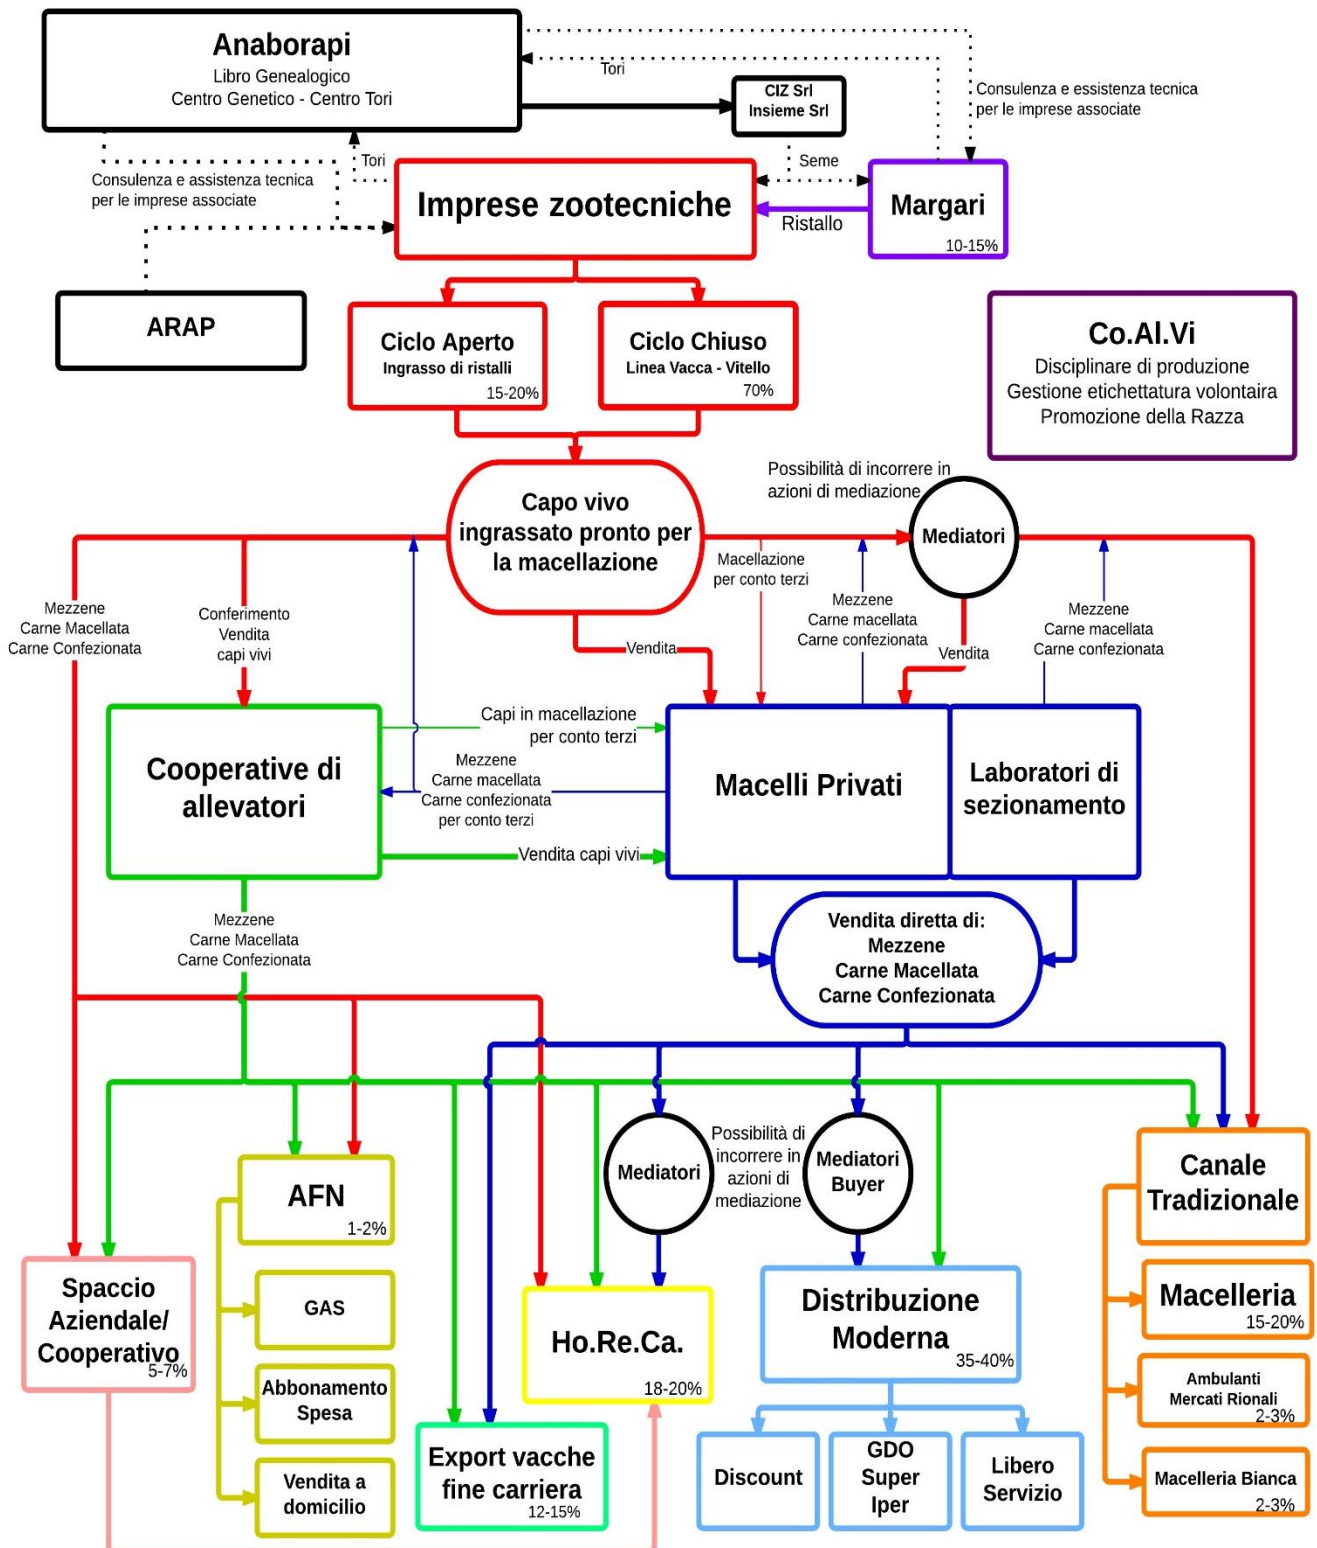 Anaborapi
Libro Genealogico
Centro Genetico - Centro Tori
Tori
CIZ Srl
Insieme Srl
Consulenza e essistenza tecnica
per le imprese associate
Tori
Seme
Consulenza e assistenza tecnica
per le imprese associate
Imprese zootecniche
Ristallo
Margari
10-15%
ARAP
Ciclo Aperto
Ingrasso di ristalli
15-20%
Ciclo Chiuso
Linea Vacca - Vitello
70%
Co.Al.Vi
Disciplinare di produzione
Gestione etichettatura volontaira
Promozione della Razza
Capo vivo
ingrassato pronto per
la macellazione
Possibilità di incorrere in
azioni di mediazione
Mediatori
Mezzene
Carne Macellata
Carne Confezionata
Conferimento
Vendita
capi vivi
Vendita
Macellazione
per conto terzi
Mezzene
Carne macellata
Carne confezionata
Vendita
Mezzene
Carne macellata
Carne confezionata
Cooperative di
allevatori
Capi in macellazione
per conto terzi
Mezzene
Carne macellata
Carne confezionata
per conto terzi
Vendita capi vivi
Macelli Privati
Laboratori di
sezionamento
Mezzene
Carne Macellata
Carne Confezionata
Vendita diretta di:
Mezzene
Carne Macellata
Carne Confezionata
Mediatori
Possibilità di
incorrere in
azioni di
mediazione
Mediatori
Buyer
AFN
1-2%
Canale
Tradizionale
Spaccio
Aziendale/
Cooperativo
5-7%
GAS
Abbonamento
Spesa
Vendita a
domicilio
Ho.Re.Ca.
18-20%
Export vacche
fine carriera
12-15%
Distribuzione
Moderna
35-40%
Discount
GDO
Super
Iper
Libero
Servizio
Macelleria
15-20%
Ambulanti
Mercati Rionali
2-3%
Macelleria Bianca
2-3%